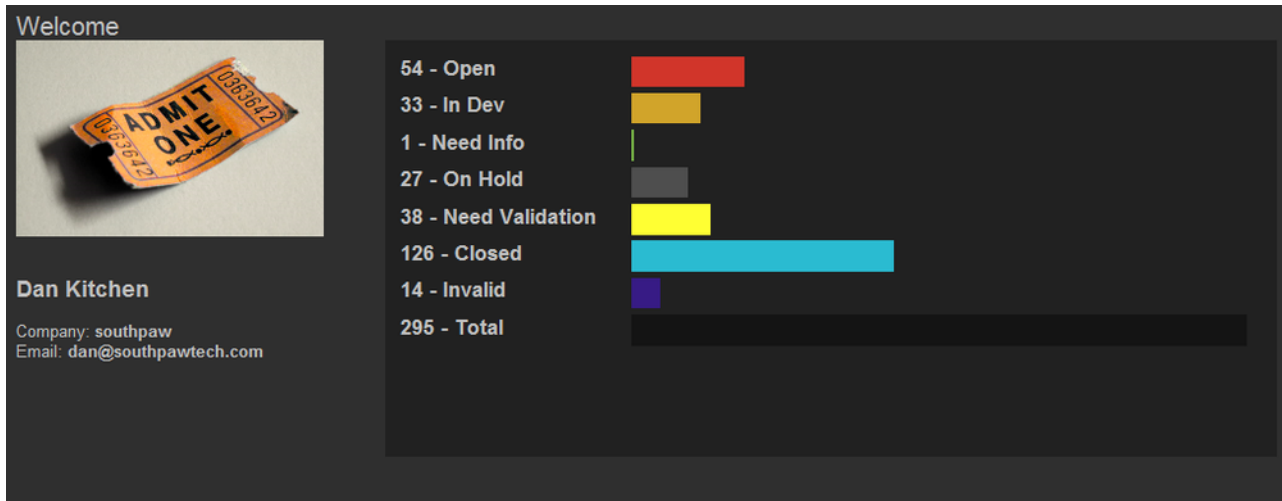 Welcome
0363642
ADMIT
ONE
0363642
Dan Kitchen
Company: southpaw
Email: dan@southpawtech.com
54 - Open
33 - In Dev
1 - Need Info
27 - On Hold
38 - Need Validation
126 - Closed
14 - Invalid
295 - Total